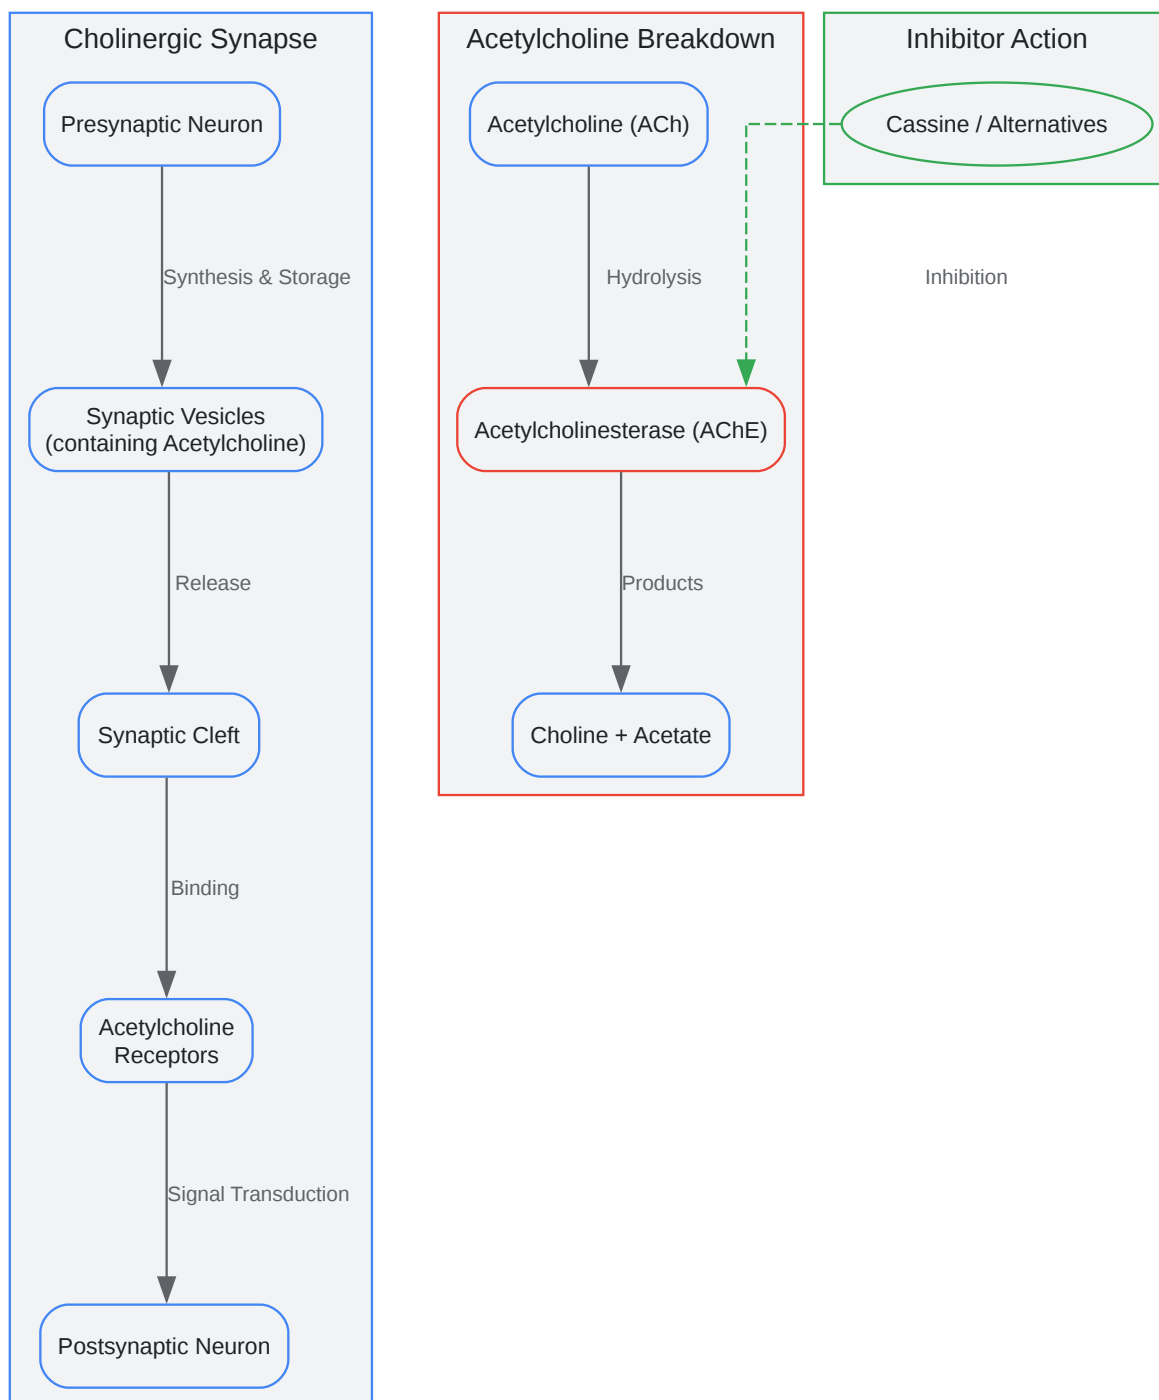 Cholinergic Synapse
Presynaptic Neuron
Synthesis & Storage
Synaptic Vesicles
(containing Acetylcholine)
Release
Synaptic Cleft
Binding
Acetylcholine
Receptors
Signal Transduction
Postsynaptic Neuron
Acetylcholine Breakdown
Acetylcholine (ACh)
Hydrolysis
Acetylcholinesterase (AChE)
Products
Choline + Acetate
Inhibitor Action
Cassine / Alternatives
Inhibition